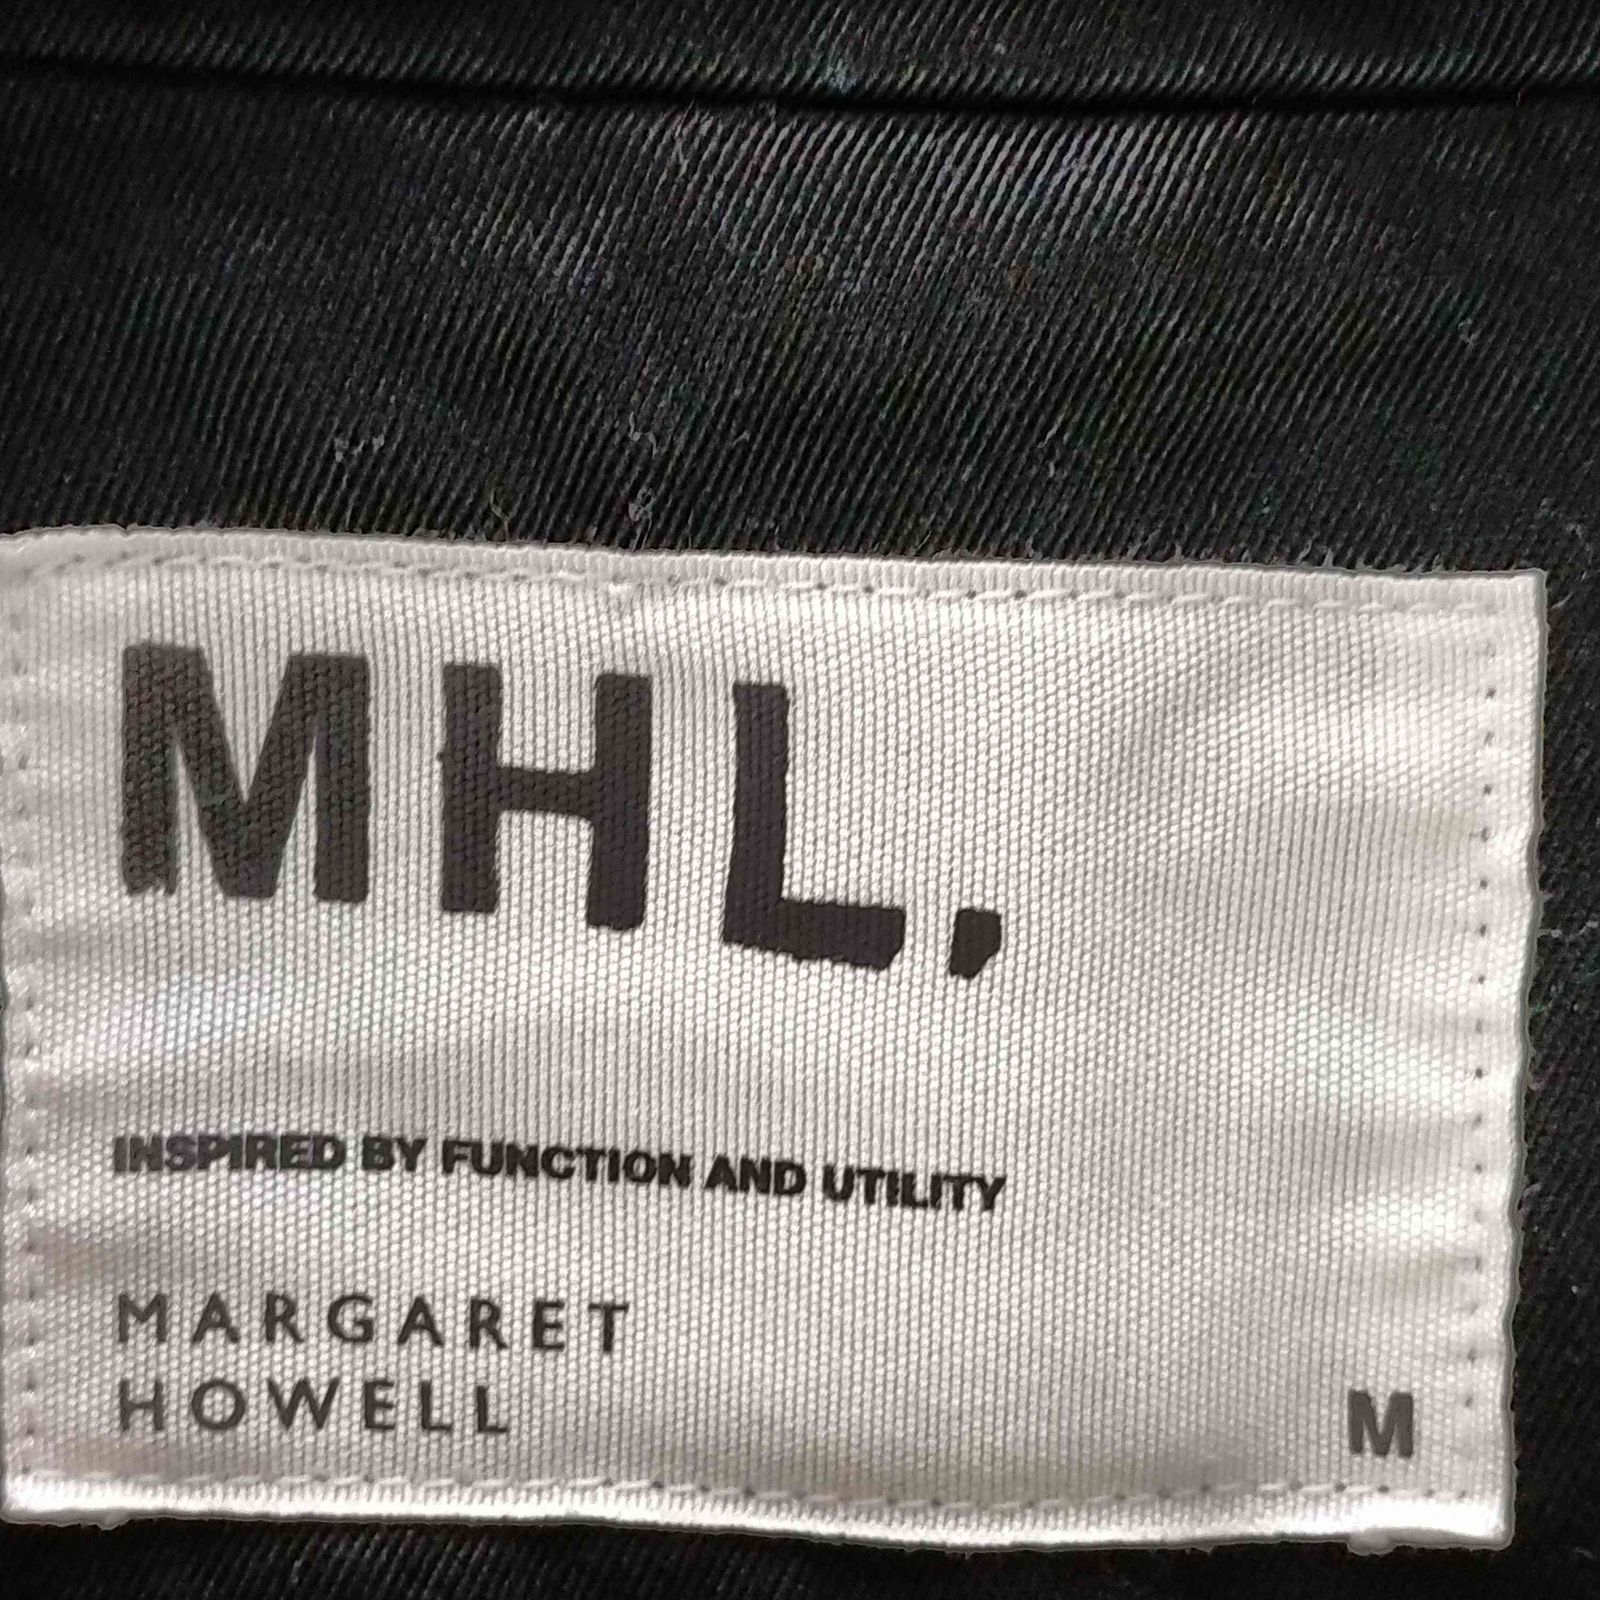 MHL.
INSPIRED BY FUNCTION AND UTILITY
MARGARET
HOWELL
M